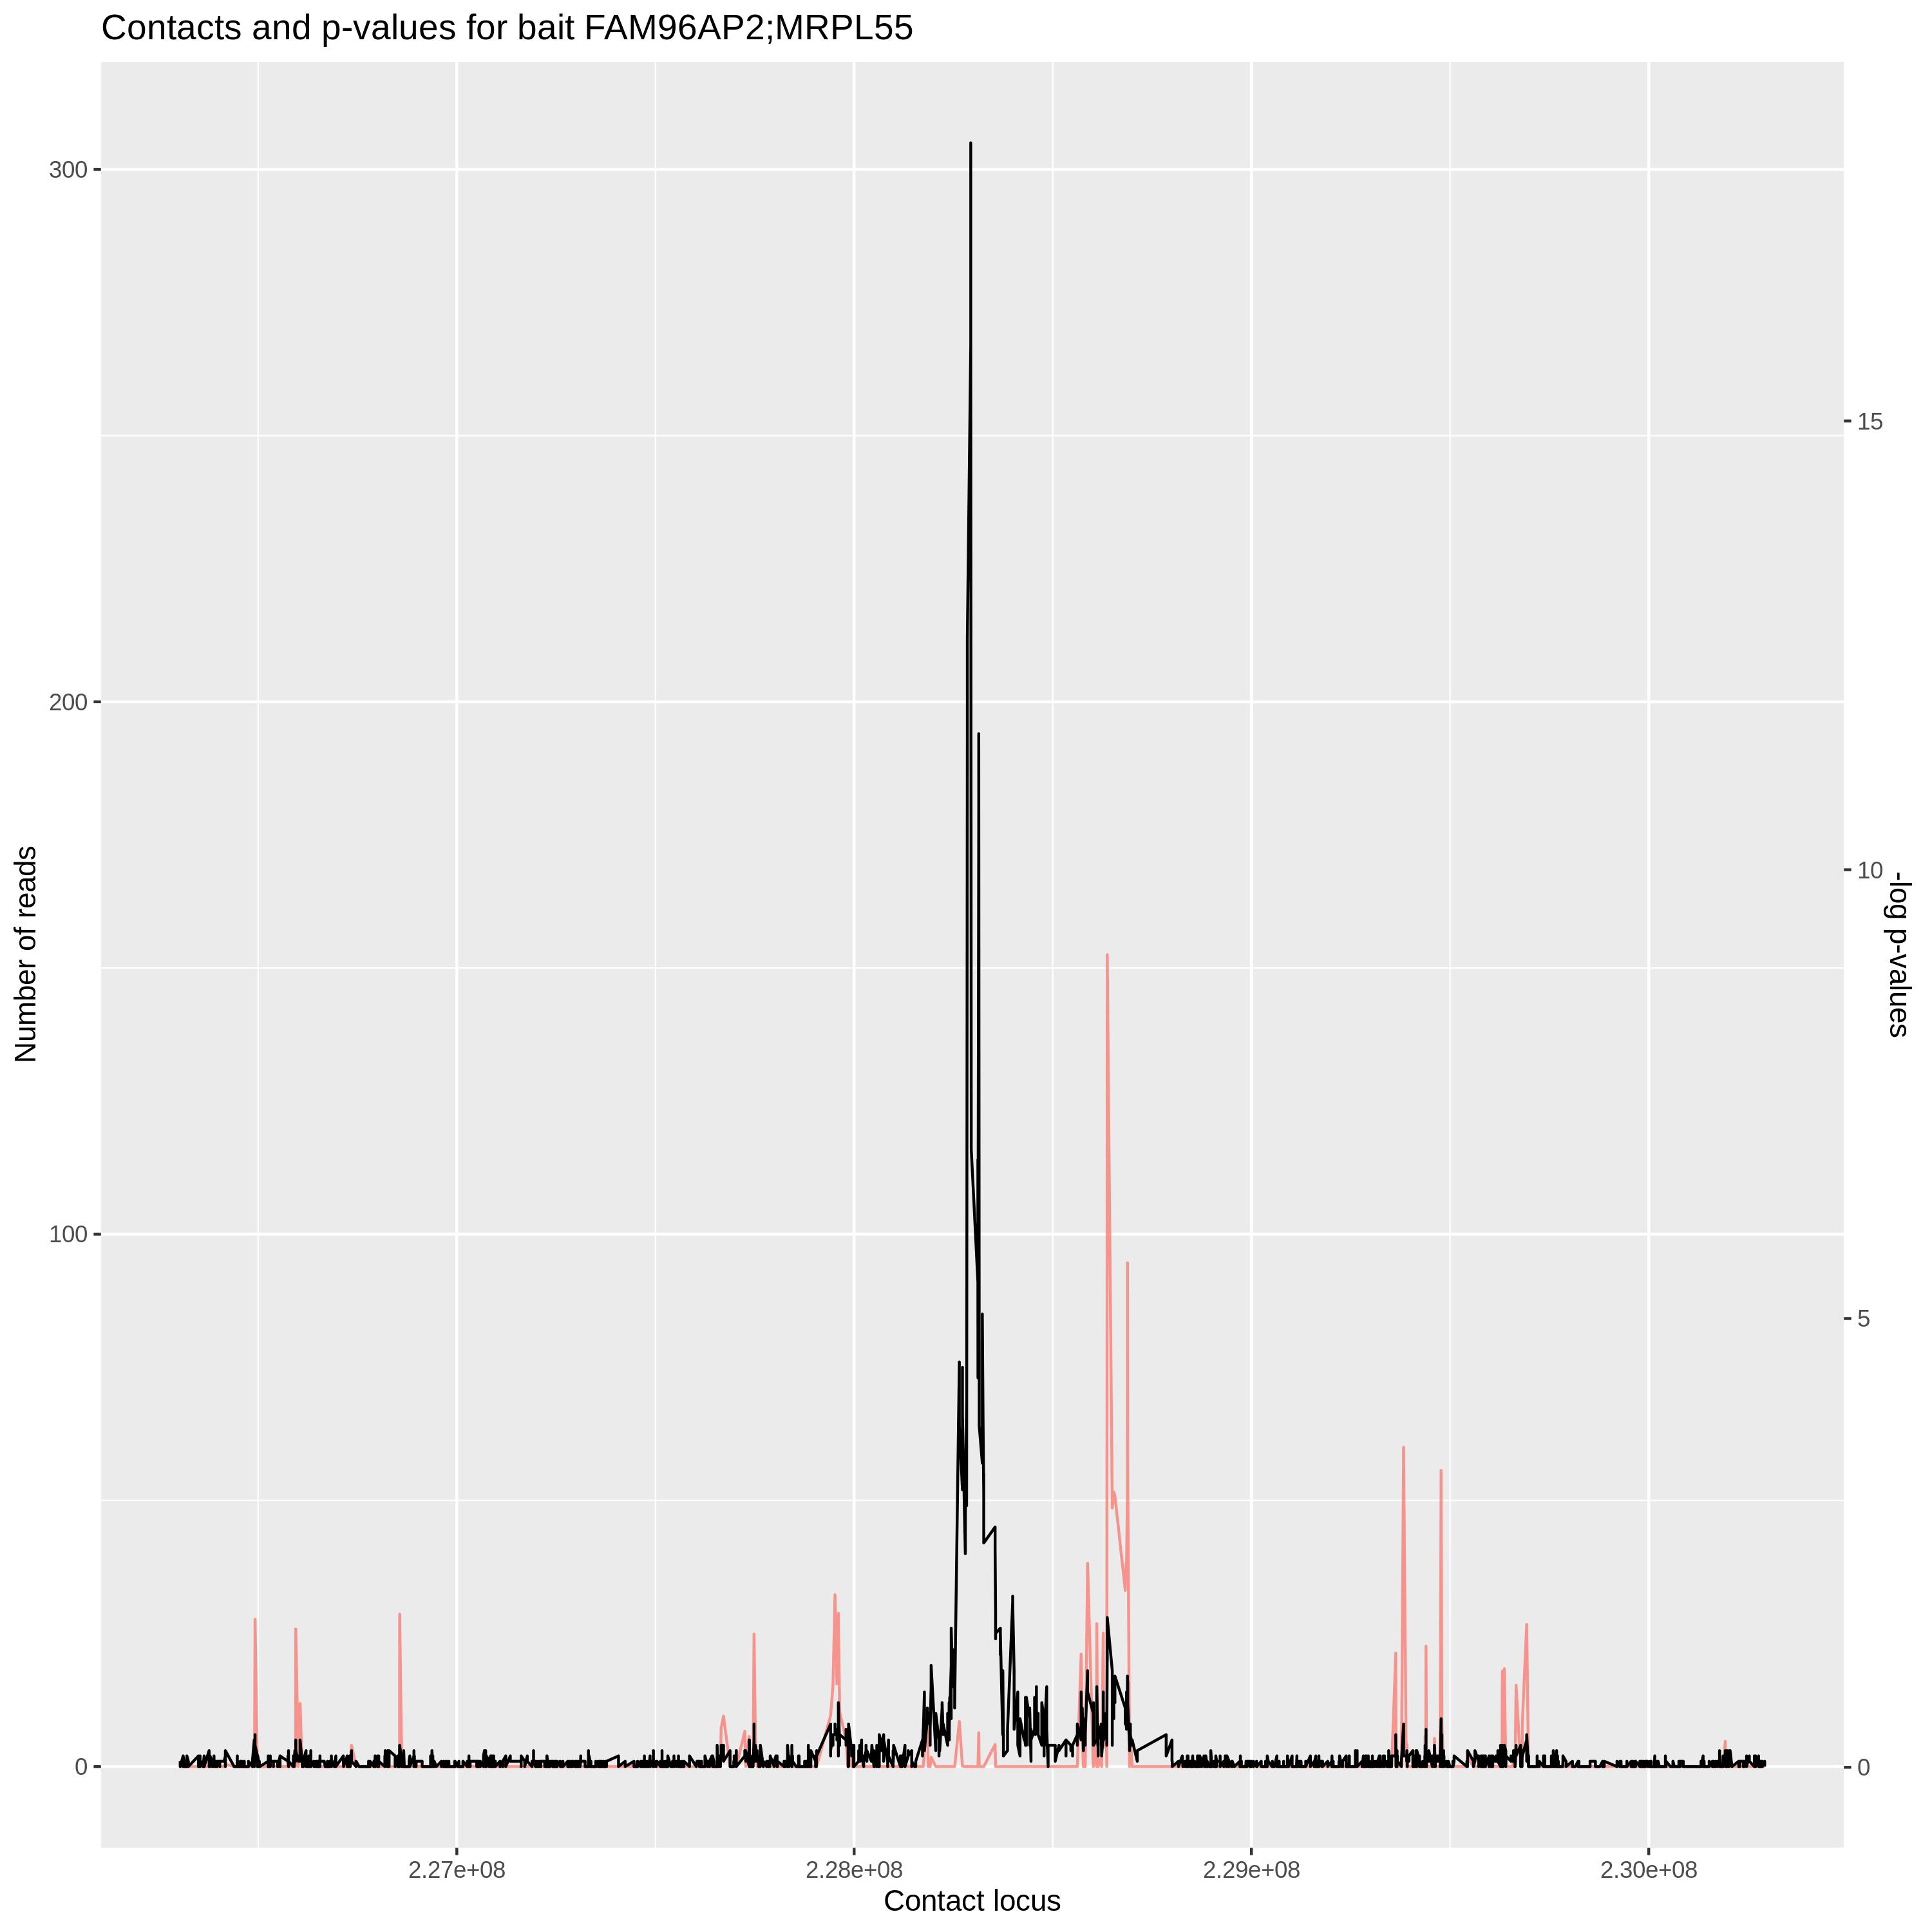 Contacts and p-values for bait FAM96AP2;MRPL55
300
200
100
0
Number of reads
15
10
5
0
-log p-values
2.27e+08
2.28e+08
2.29e+08
2.30e+08
Contact locus